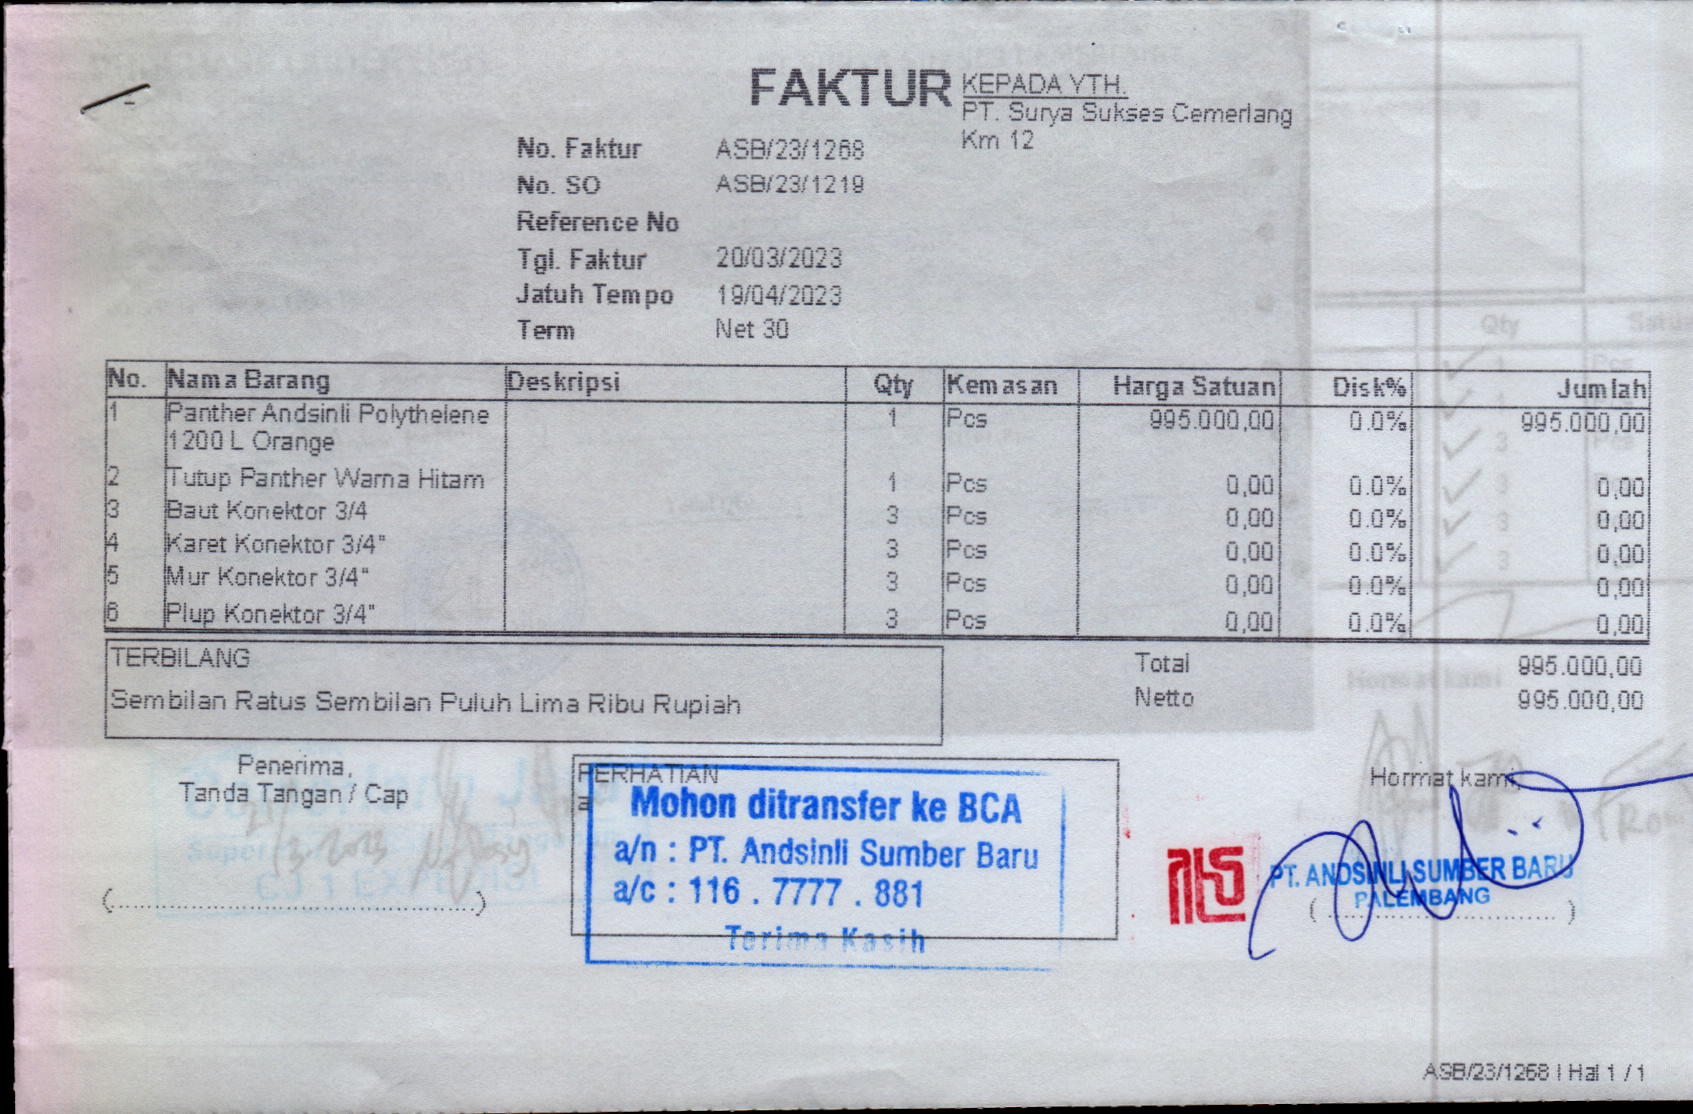 FAKTUR
KEPADA YTH.
PT. Surya Sukses Cemerlang
Km 12
No. Faktur ASB/23/1268
No. SO ASB/23/1219
Reference No
Tgl. Faktur 20/03/2023
Jatuh Tempo 19/04/2023
Term Net 30
No. Nama Barang Deskripsi Qty Kemasan Harga Satuan Disk% Jumlah
1 Panther Andsinli Polythelene 1 Pcs 995.000,00 0.0% 995.000,00
1200 L Orange
2 Tutup Panther Warna Hitam 1 Pcs 0,00 0.0% 0,00
3 Baut Konektor 3/4 3 Pcs 0,00 0.0% 0,00
4 Karet Konektor 3/4" 3 Pcs 0,00 0.0% 0,00
5 Mur Konektor 3/4" 3 Pcs 0,00 0.0% 0,00
6 Plup Konektor 3/4" 3 Pcs 0,00 0.0% 0,00
TERBILANG
Sembilan Ratus Sembilan Puluh Lima Ribu Rupiah
Total 995.000,00
Netto 995.000,00
Penerima,
Tanda Tangan / Cap
(..............................)
PERHATIAN
Mohon ditransfer ke BCA
a/n : PT. Andsinli Sumber Baru
a/c : 116 . 7777 . 881
Terima Kasih
Hormat kami,
PT. ANDSINLI SUMBER BARU
PALEMBANG
(..............................)
ASB/23/1268 | Hal 1 / 1